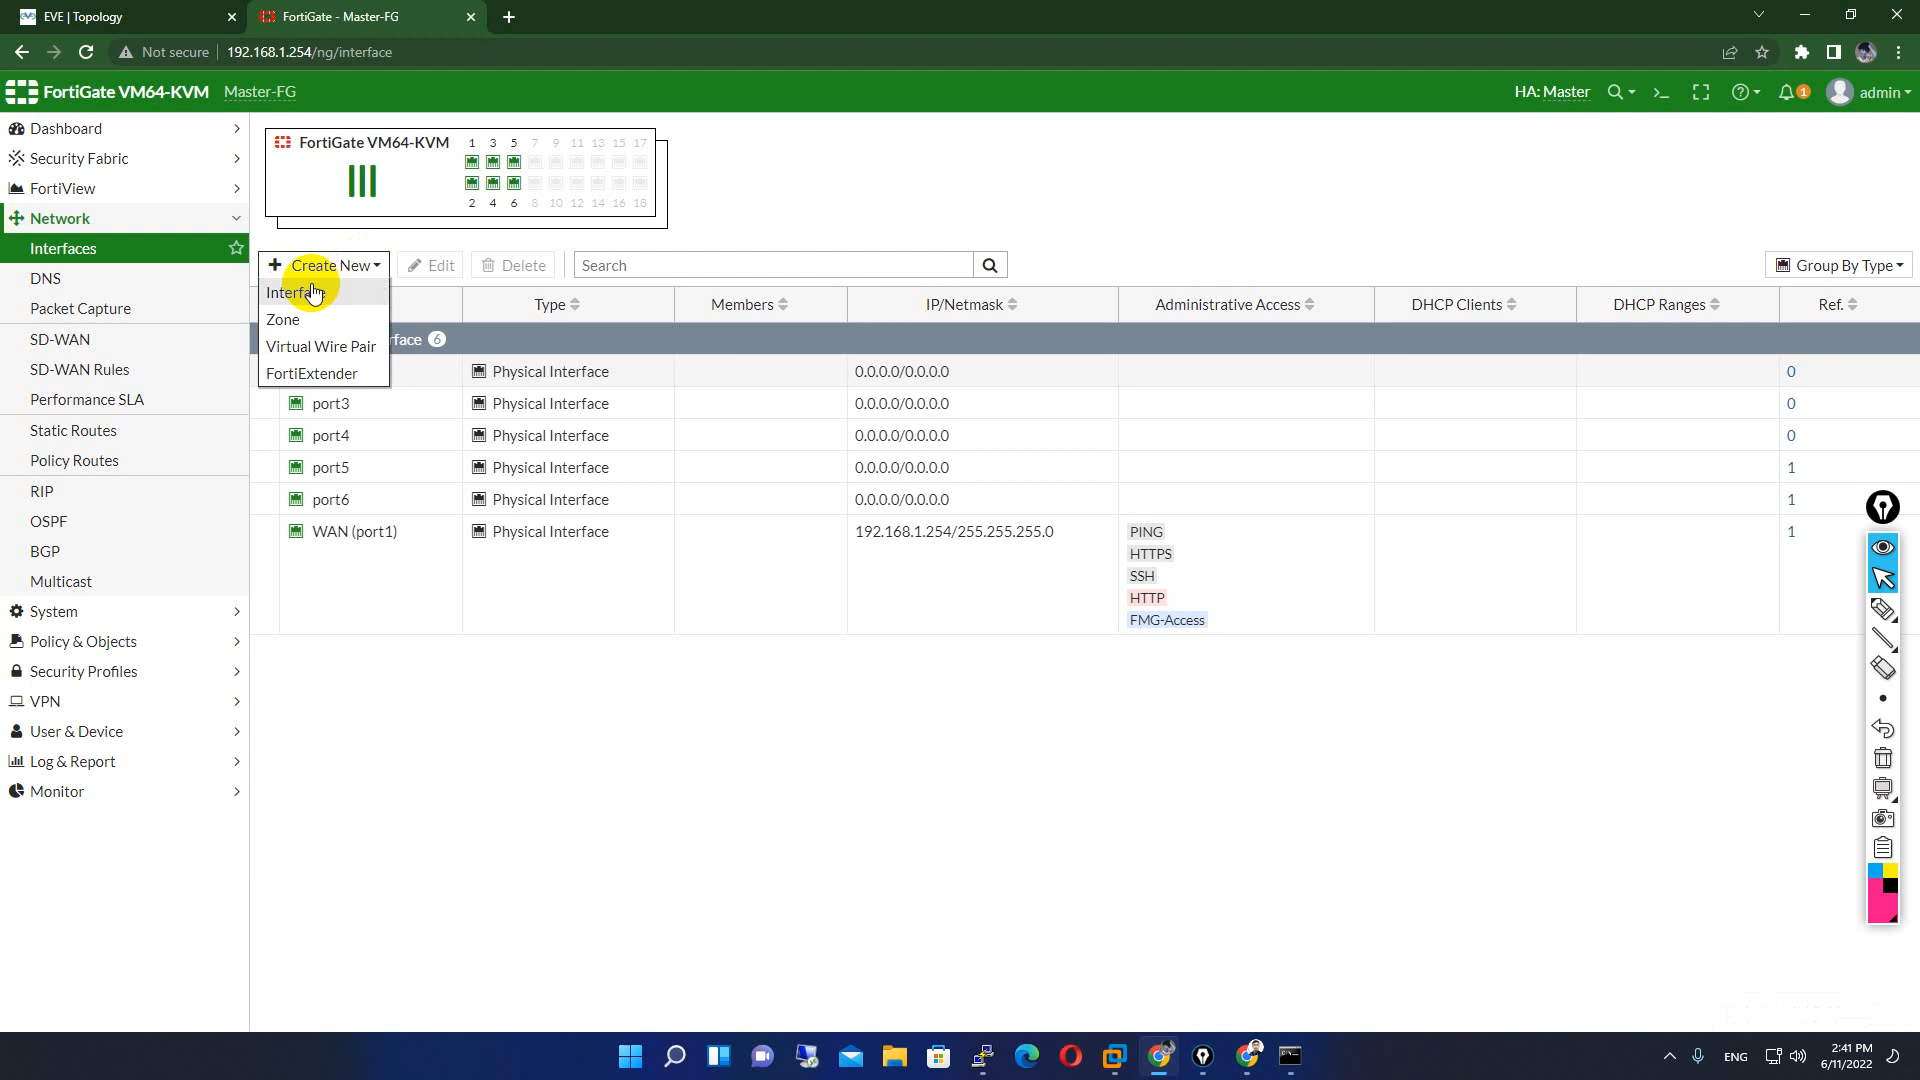 EVE | Topology
FortiGate - Master-FG
Not secure
192.168.1.254/ng/interface
FortiGate VM64-KVM
Master-FG
HA: Master
1
admin
Dashboard
Security Fabric
FortiView
Network
Interfaces
DNS
Packet Capture
SD-WAN
SD-WAN Rules
Performance SLA
Static Routes
Policy Routes
RIP
OSPF
BGP
Multicast
System
Policy & Objects
Security Profiles
VPN
User & Device
Log & Report
Monitor
FortiGate VM64-KVM
1 3 5 7 9 11 13 15 17
2 4 6 8 10 12 14 16 18
Create New
Edit
Delete
Search
Group By Type
Interface
Zone
Virtual Wire Pair
FortiExtender
Type
Members
IP/Netmask
Administrative Access
DHCP Clients
DHCP Ranges
Ref.
rface 6
Physical Interface 0.0.0.0/0.0.0.0 0
port3 Physical Interface 0.0.0.0/0.0.0.0 0
port4 Physical Interface 0.0.0.0/0.0.0.0 0
port5 Physical Interface 0.0.0.0/0.0.0.0 1
port6 Physical Interface 0.0.0.0/0.0.0.0 1
WAN (port1) Physical Interface 192.168.1.254/255.255.255.0 PING 1
HTTPS
SSH
HTTP
FMG-Access
ENG
2:41 PM
6/11/2022